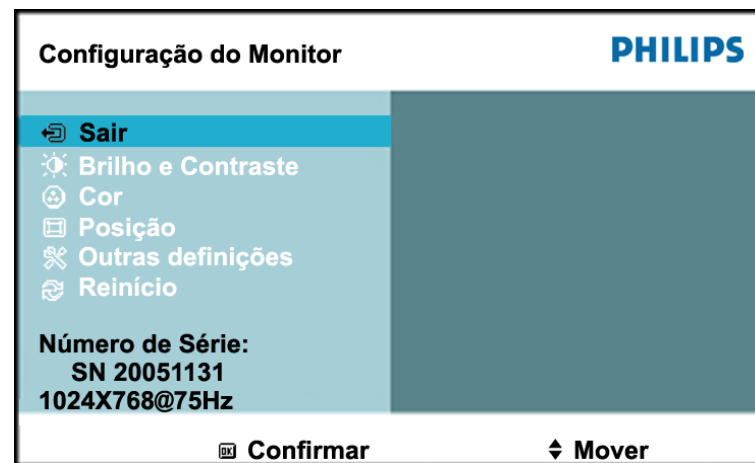 Configuração do Monitor
PHILIPS
Sair
Brilho e Contraste
Cor
Posição
Outras definições
Reinício
Número de Série:
SN 20051131
1024X768@75Hz
OK Confirmar
Mover